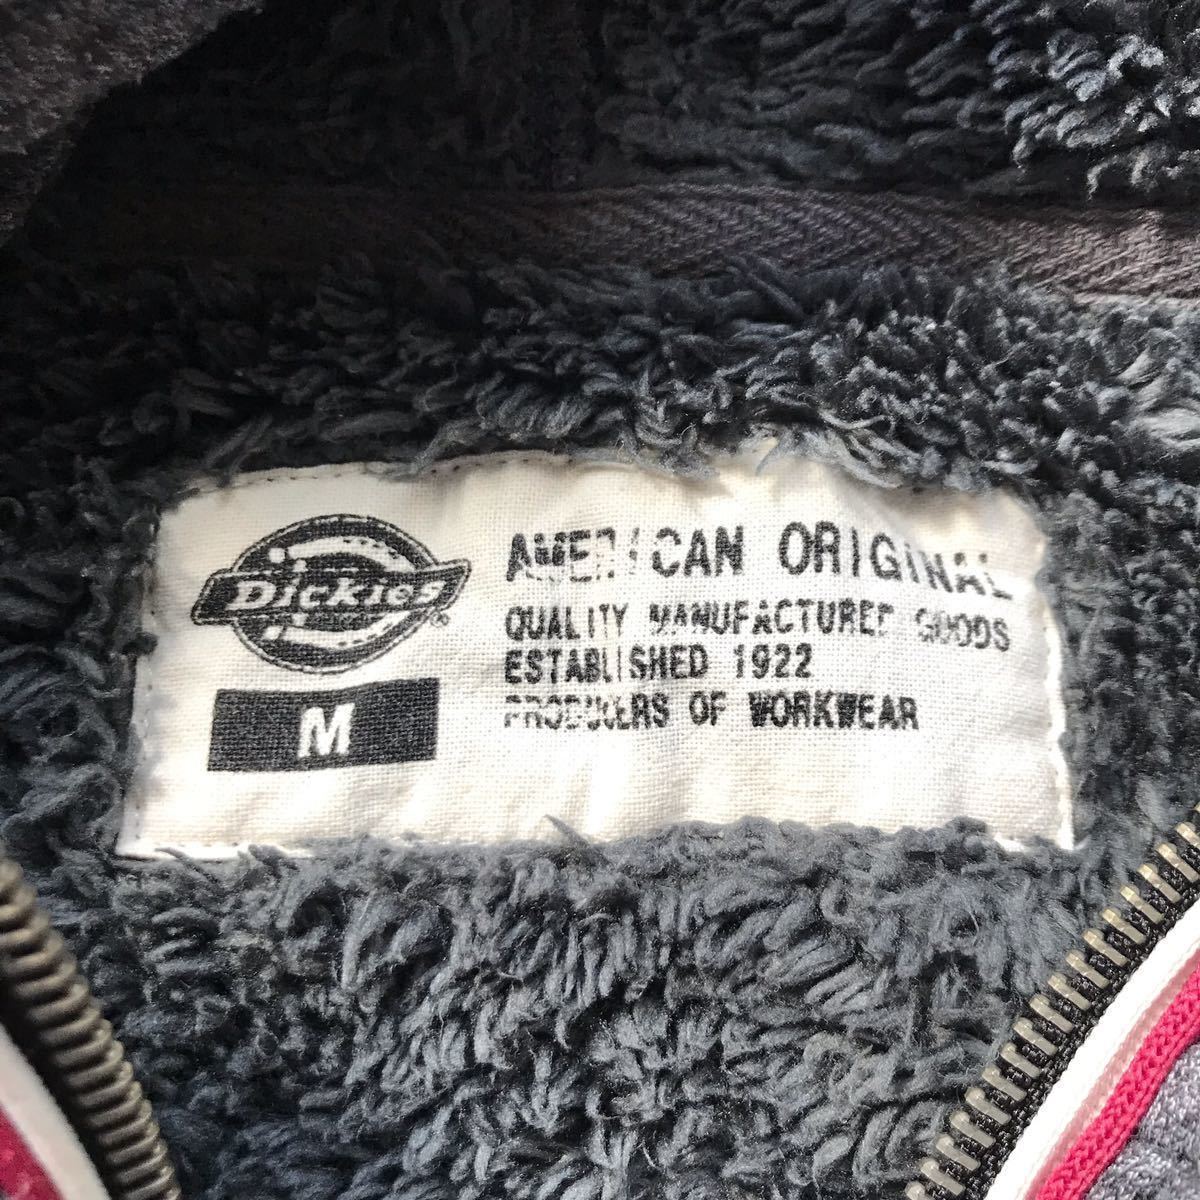 Dickies®
M
AMERICAN ORIGINAL
QUALITY MANUFACTURED GOODS
ESTABLISHED 1922
PRODUCERS OF WORKWEAR